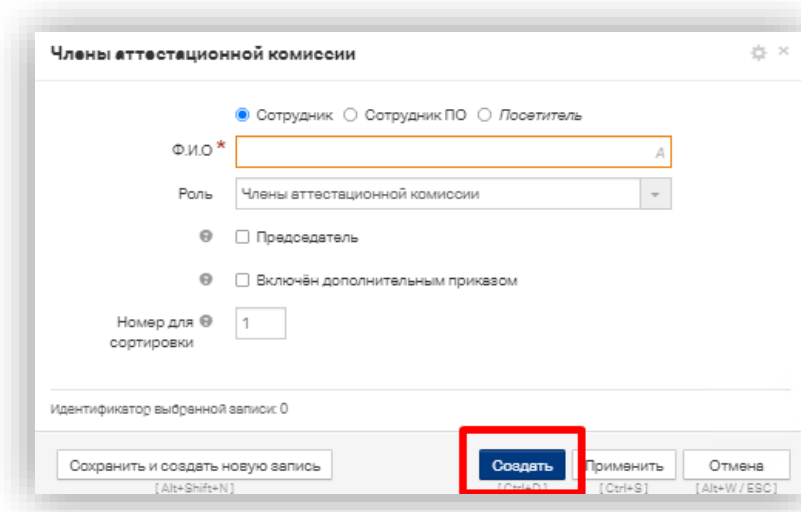 Члены аттестационной комиссии
Сотрудник Сотрудник ПО Посетитель
Ф.И.О *
A
Роль Члены аттестационной комиссии
Председатель
Включён дополнительным приказом
Номер для сортировки 1
Идентификатор выбранной записи: 0
Сохранить и создать новую запись Создать Применить Отмена
[Alt+Shift+N] [Ctrl+D] [Ctrl+S] [Alt+W / ESC]